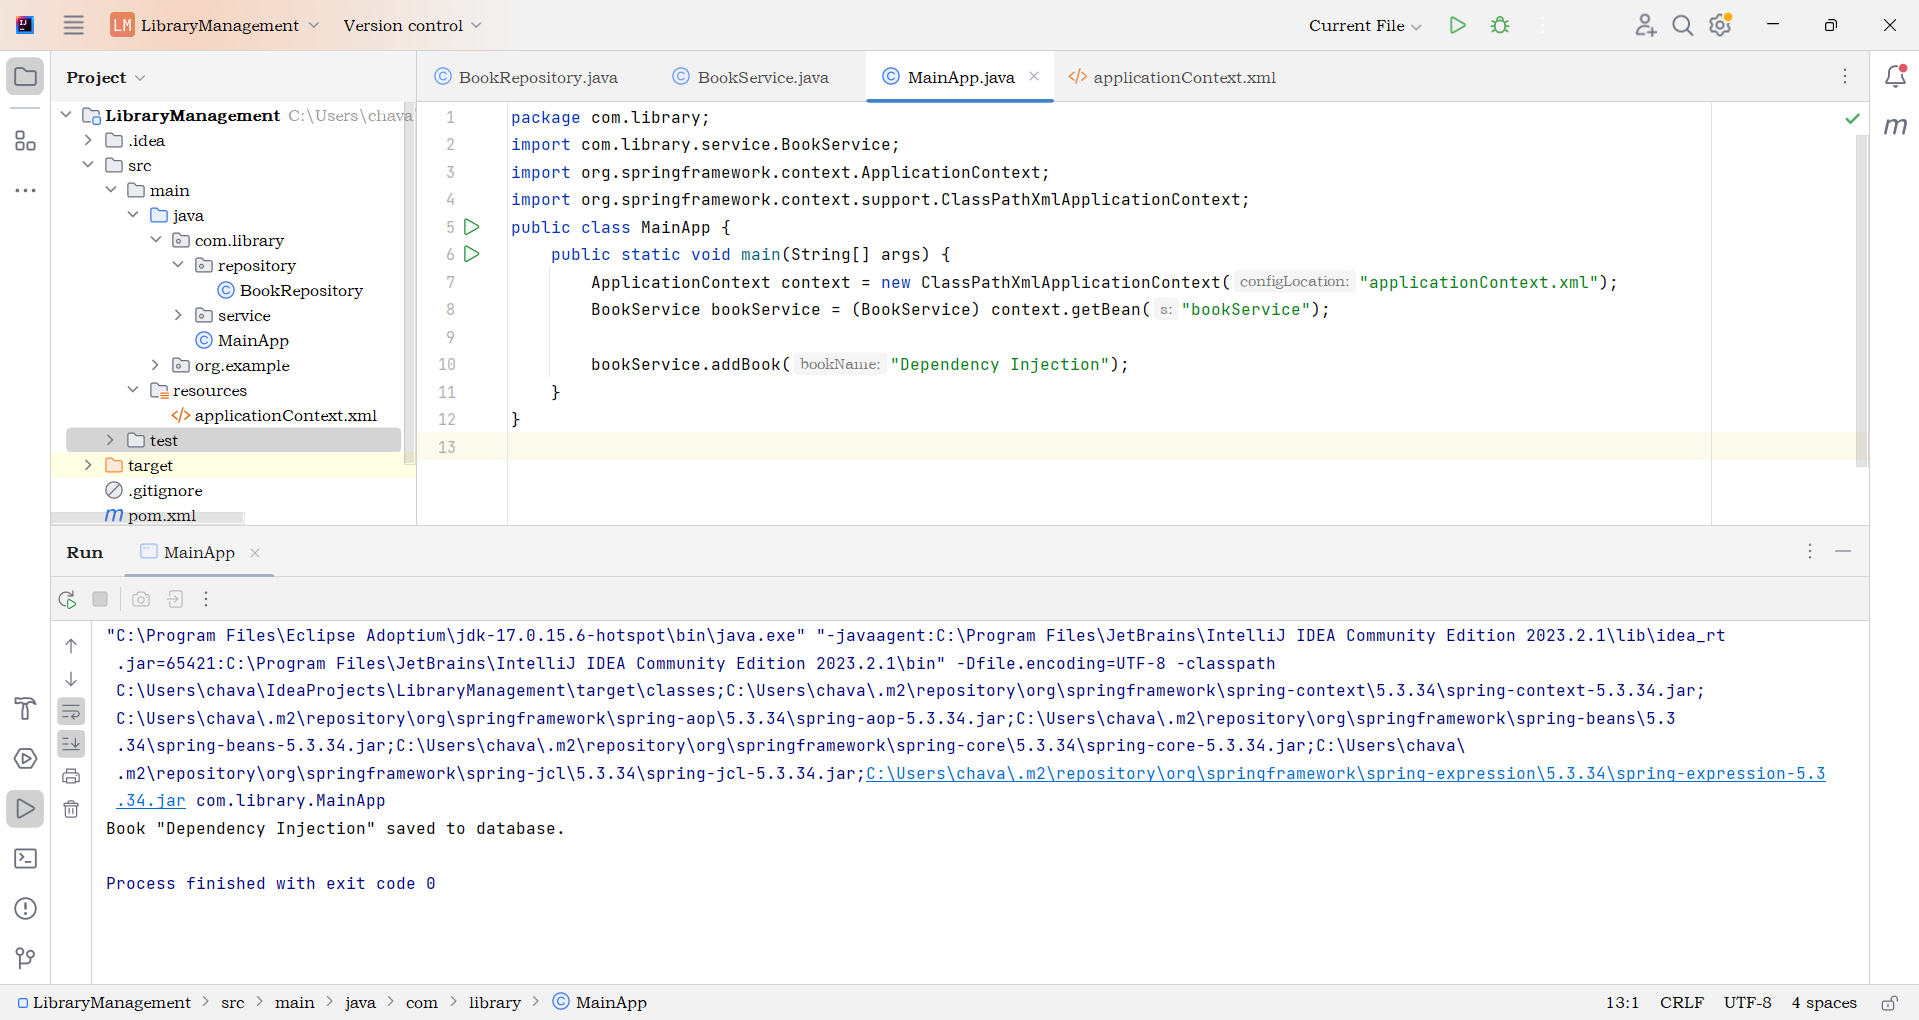 LM LibraryManagement Version control Current File
Project BookRepository.java BookService.java MainApp.java applicationContext.xml
LibraryManagement C:\Users\chava
.idea
src
main
java
com.library
repository
BookRepository
service
MainApp
org.example
resources
applicationContext.xml
test
target
.gitignore
pom.xml
1 package com.library;
2 import com.library.service.BookService;
3 import org.springframework.context.ApplicationContext;
4 import org.springframework.context.support.ClassPathXmlApplicationContext;
5 public class MainApp {
6 public static void main(String[] args) {
7 ApplicationContext context = new ClassPathXmlApplicationContext( configLocation: "applicationContext.xml");
8 BookService bookService = (BookService) context.getBean( s: "bookService");
9
10 bookService.addBook( bookName: "Dependency Injection");
11 }
12 }
13
Run MainApp
"C:\Program Files\Eclipse Adoptium\jdk-17.0.15.6-hotspot\bin\java.exe" "-javaagent:C:\Program Files\JetBrains\IntelliJ IDEA Community Edition 2023.2.1\lib\idea_rt
.jar=65421:C:\Program Files\JetBrains\IntelliJ IDEA Community Edition 2023.2.1\bin" -Dfile.encoding=UTF-8 -classpath
C:\Users\chava\IdeaProjects\LibraryManagement\target\classes;C:\Users\chava\.m2\repository\org\springframework\spring-context\5.3.34\spring-context-5.3.34.jar;
C:\Users\chava\.m2\repository\org\springframework\spring-aop\5.3.34\spring-aop-5.3.34.jar;C:\Users\chava\.m2\repository\org\springframework\spring-beans\5.3
.34\spring-beans-5.3.34.jar;C:\Users\chava\.m2\repository\org\springframework\spring-core\5.3.34\spring-core-5.3.34.jar;C:\Users\chava\
.m2\repository\org\springframework\spring-jcl\5.3.34\spring-jcl-5.3.34.jar;C:\Users\chava\.m2\repository\org\springframework\spring-expression\5.3.34\spring-expression-5.3
.34.jar com.library.MainApp
Book "Dependency Injection" saved to database.
Process finished with exit code 0
LibraryManagement src main java com library MainApp 13:1 CRLF UTF-8 4 spaces